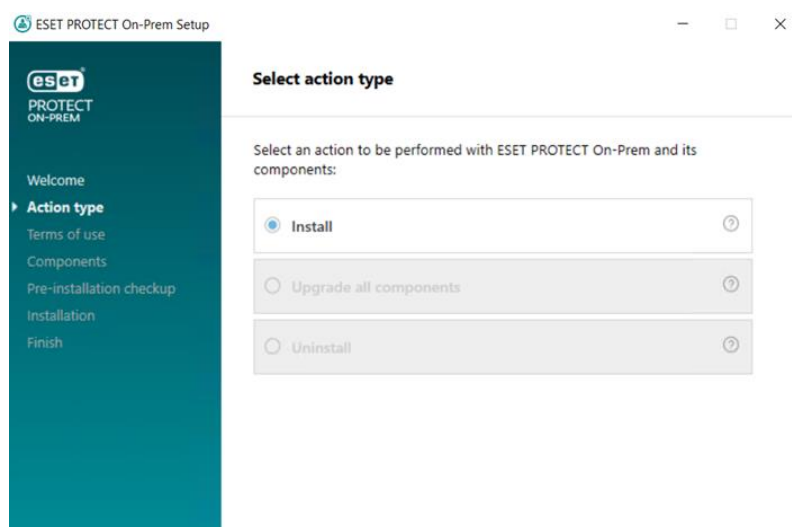 ESET PROTECT On-Prem Setup
eset
PROTECT
ON-PREM
Welcome
Action type
Terms of use
Components
Pre-installation checkup
Installation
Finish
Select action type
Select an action to be performed with ESET PROTECT On-Prem and its
components:
Install
Upgrade all components
Uninstall